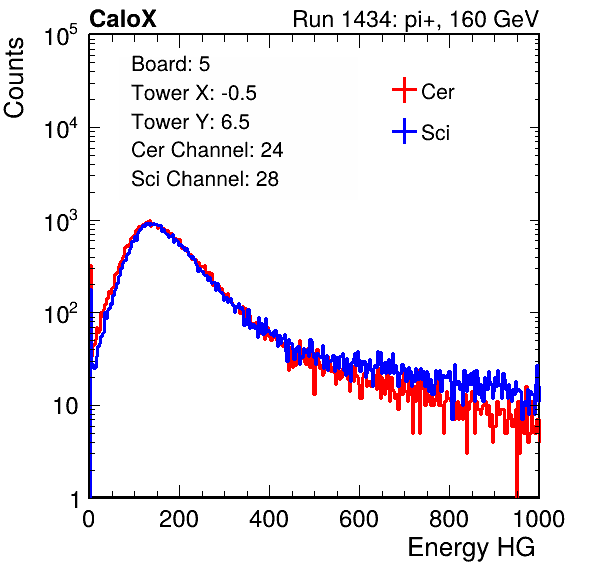 CaloX Run 1434: pi+, 160 GeV
Counts
Board: 5
Tower X: -0.5
Tower Y: 6.5
Cer Channel: 24
Sci Channel: 28
Cer
Sci
10^5
10^4
10^3
10^2
10
1
0 200 400 600 800 1000
Energy HG